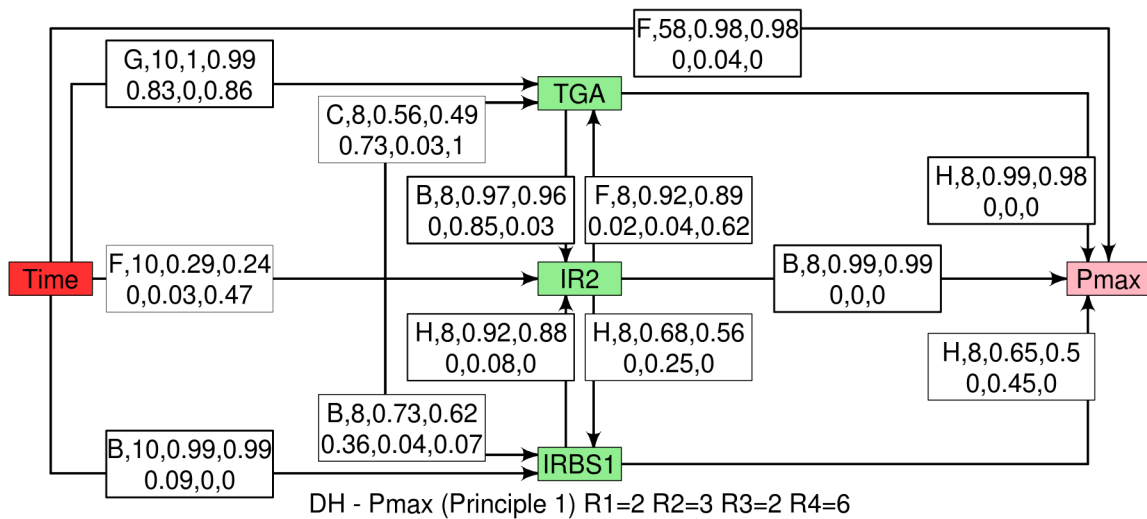 F,58,0.98,0.98
0,0.04,0
G,10,1,0.99
0.83,0,0.86
TGA
C,8,0.56,0.49
0.73,0.03,1
H,8,0.99,0.98
0,0,0
B,8,0.97,0.96
0,0.85,0.03
F,8,0.92,0.89
0.02,0.04,0.62
Time
F,10,0.29,0.24
0,0.03,0.47
IR2
B,8,0.99,0.99
0,0,0
Pmax
H,8,0.92,0.88
0,0.08,0
H,8,0.68,0.56
0,0.25,0
H,8,0.65,0.5
0,0.45,0
B,8,0.73,0.62
0.36,0.04,0.07
B,10,0.99,0.99
0.09,0,0
IRBS1
DH - Pmax (Principle 1) R1=2 R2=3 R3=2 R4=6